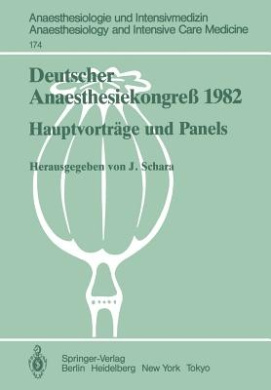 Anaesthesiologie und Intensivmedizin
Anaesthesiology and Intensive Care Medicine
174
Deutscher
Anaesthesiekongreß 1982
Hauptvorträge und Panels
Herausgegeben von J. Schara
Springer-Verlag
Berlin Heidelberg New York Tokyo